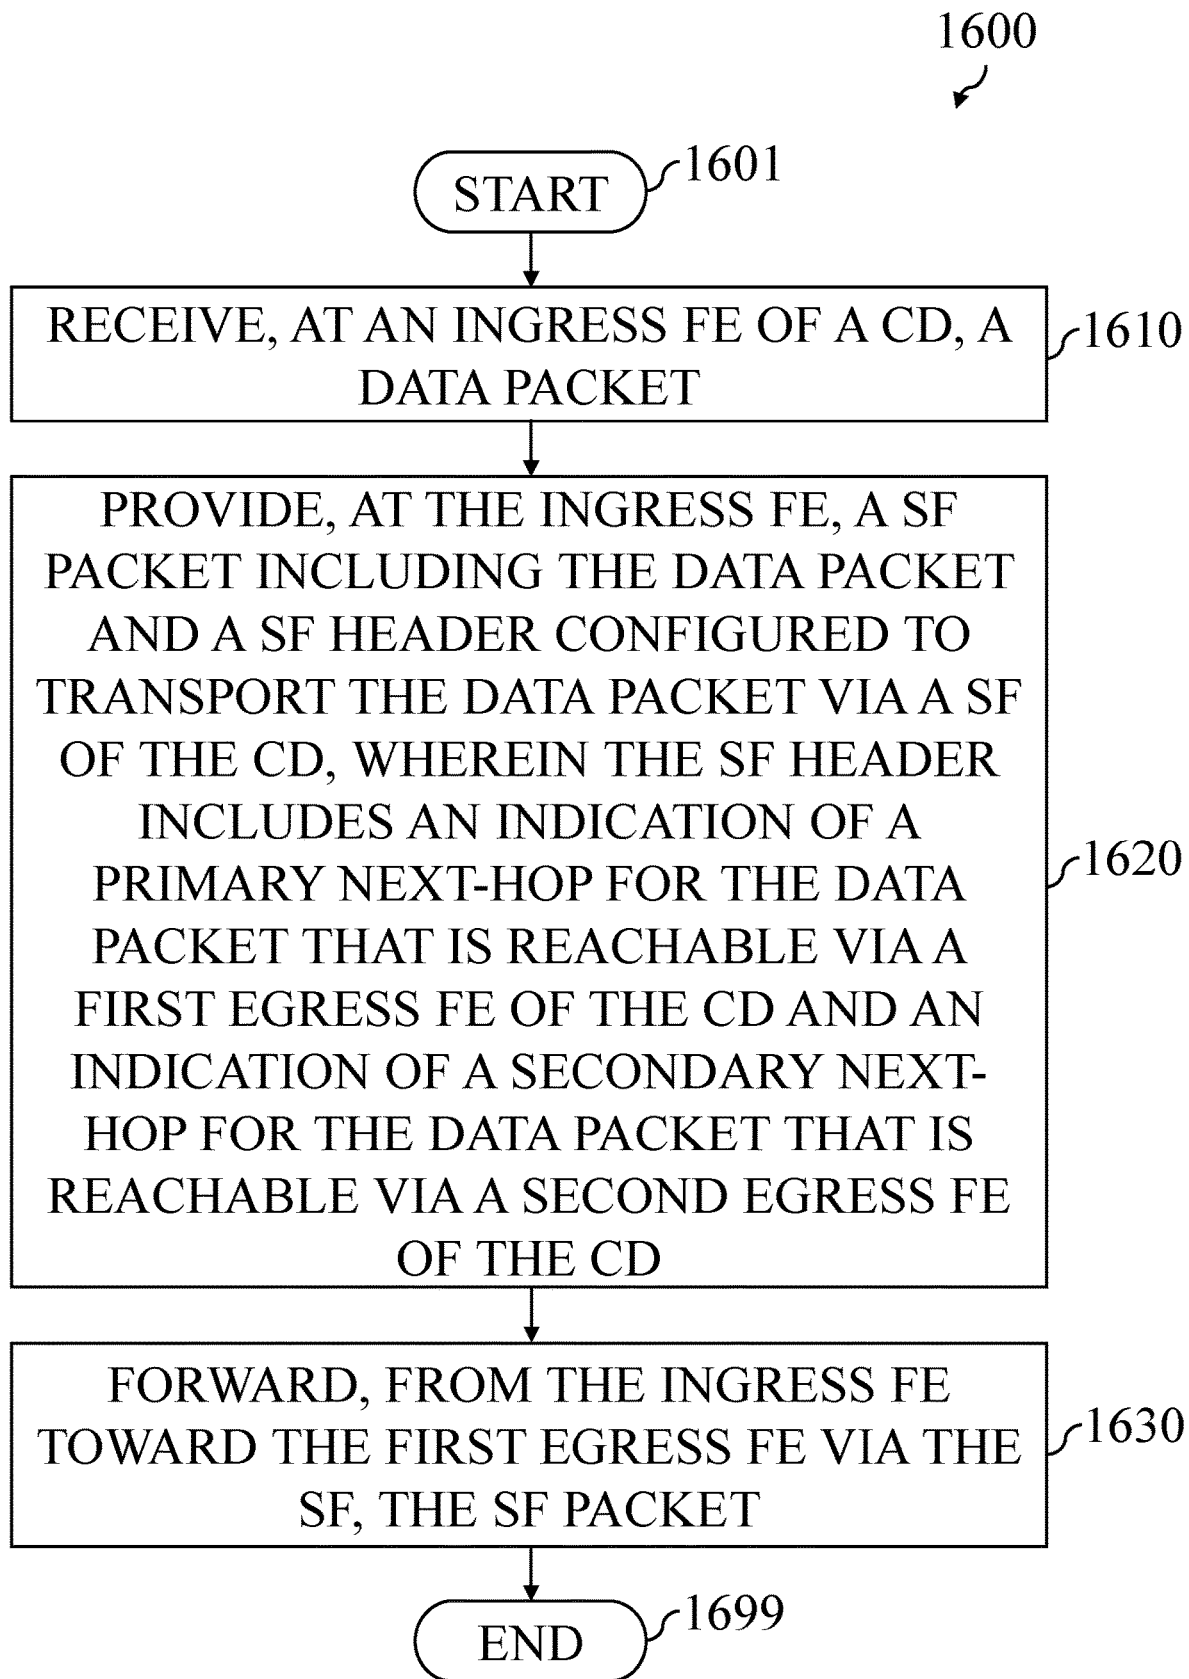 1600
START
1601
RECEIVE, AT AN INGRESS FE OF A CD, A
DATA PACKET
1610
PROVIDE, AT THE INGRESS FE, A SF
PACKET INCLUDING THE DATA PACKET
AND A SF HEADER CONFIGURED TO
TRANSPORT THE DATA PACKET VIA A SF
OF THE CD, WHEREIN THE SF HEADER
INCLUDES AN INDICATION OF A
PRIMARY NEXT-HOP FOR THE DATA
PACKET THAT IS REACHABLE VIA A
FIRST EGRESS FE OF THE CD AND AN
INDICATION OF A SECONDARY NEXT-
HOP FOR THE DATA PACKET THAT IS
REACHABLE VIA A SECOND EGRESS FE
OF THE CD
1620
FORWARD, FROM THE INGRESS FE
TOWARD THE FIRST EGRESS FE VIA THE
SF, THE SF PACKET
1630
END
1699